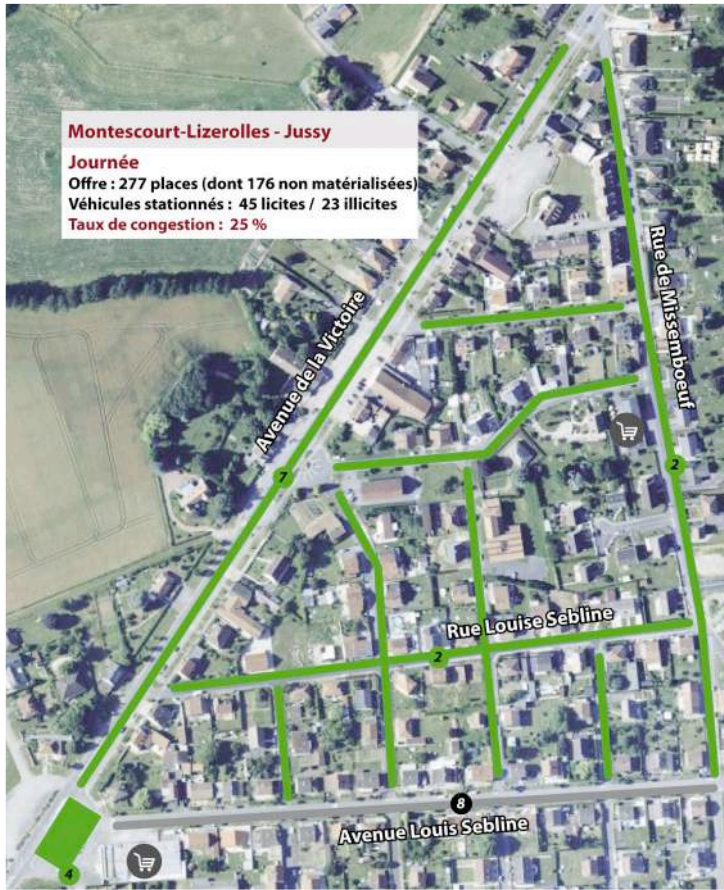 Montescourt-Lizerolles - Jussy
Journée
Offre : 277 places (dont 176 non matérialisées)
Véhicules stationnés : 45 licites / 23 illicites
Taux de congestion : 25 %
Rue de Missemboeuf
Avenue de la Victoire
7
2
Rue Louise Sebline
2
8
Avenue Louis Sebline
4